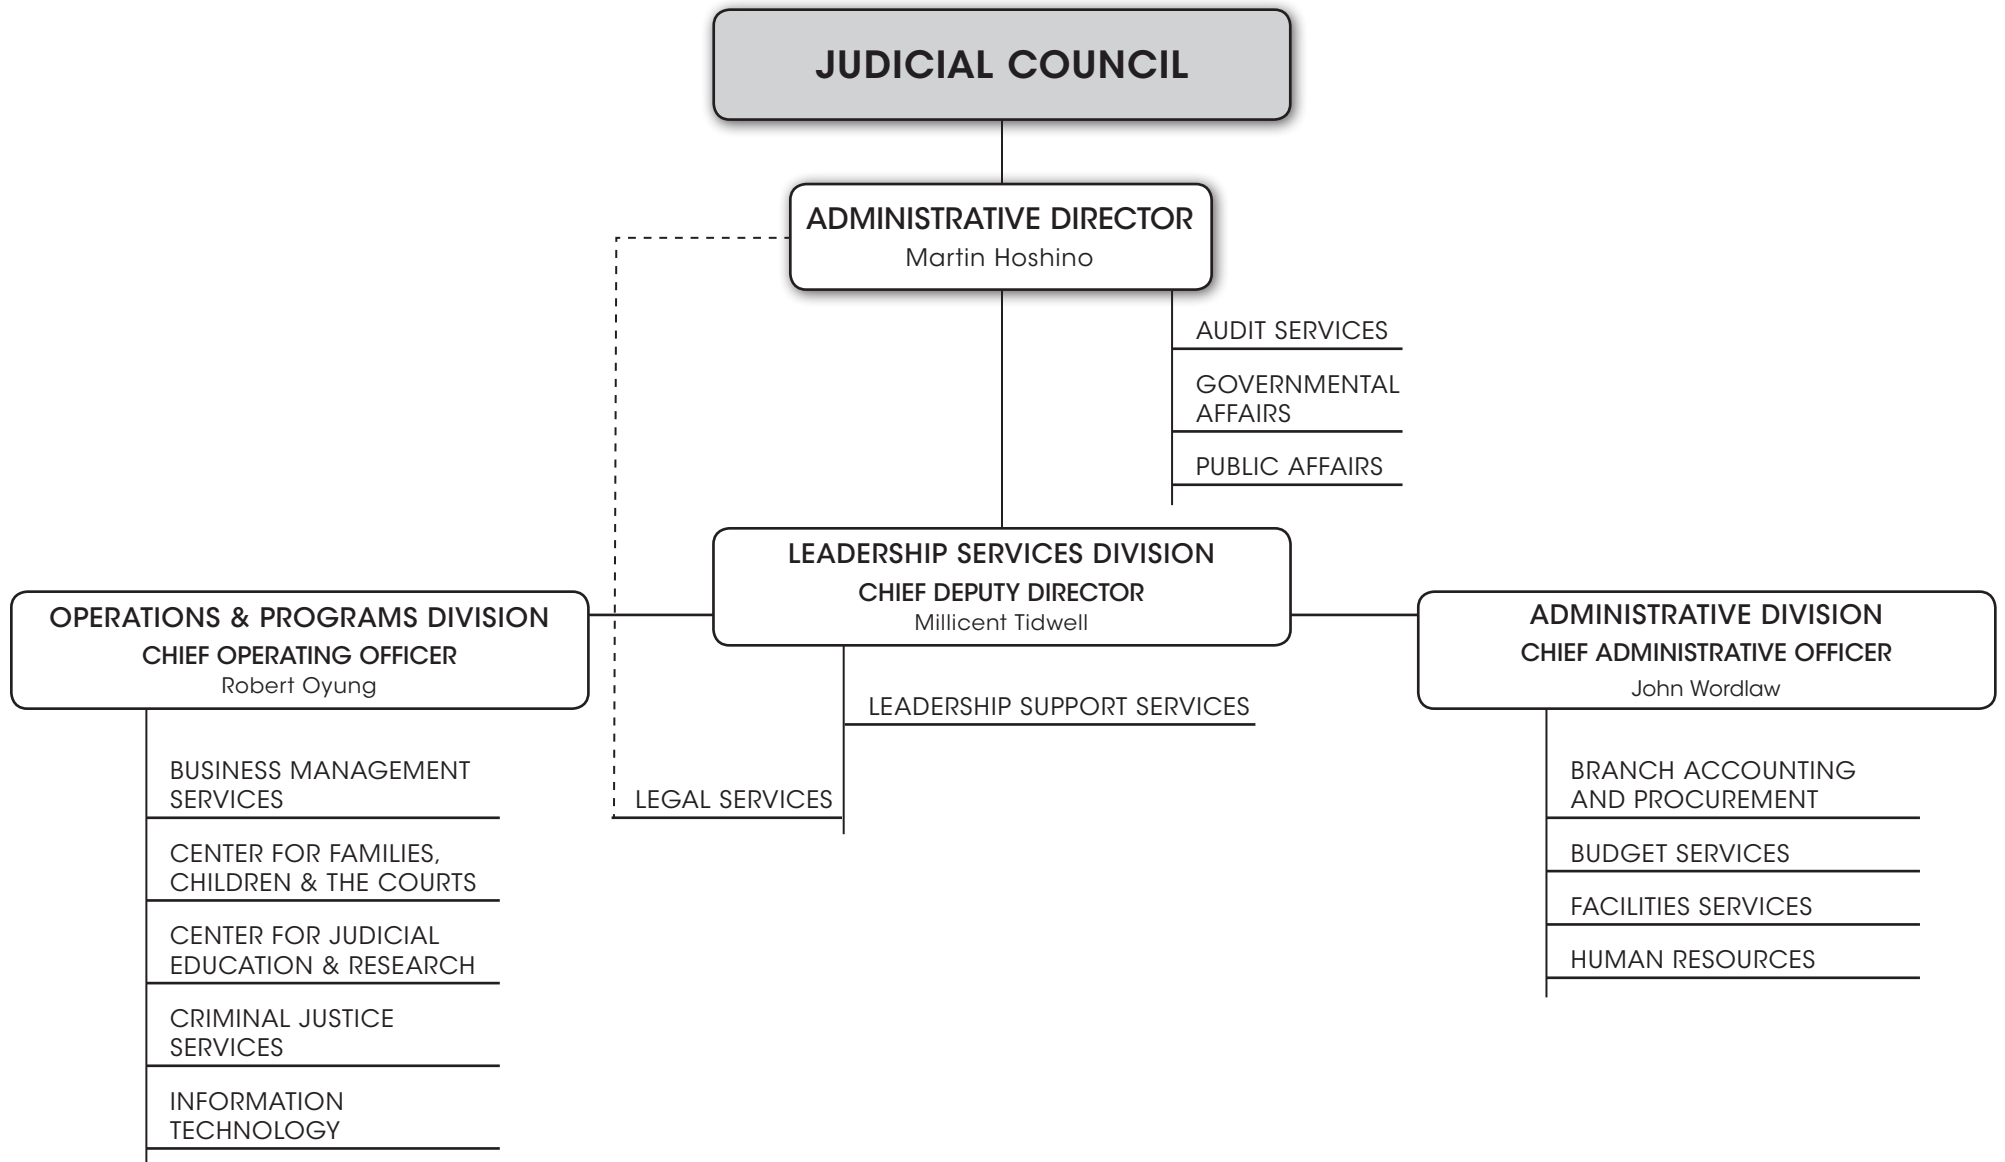 JUDICIAL COUNCIL
ADMINISTRATIVE DIRECTOR
Martin Hoshino
AUDIT SERVICES
GOVERNMENTAL
AFFAIRS
PUBLIC AFFAIRS
LEADERSHIP SERVICES DIVISION
CHIEF DEPUTY DIRECTOR
Millicent Tidwell
LEADERSHIP SUPPORT SERVICES
LEGAL SERVICES
OPERATIONS & PROGRAMS DIVISION
CHIEF OPERATING OFFICER
Robert Oyung
BUSINESS MANAGEMENT
SERVICES
CENTER FOR FAMILIES,
CHILDREN & THE COURTS
CENTER FOR JUDICIAL
EDUCATION & RESEARCH
CRIMINAL JUSTICE
SERVICES
INFORMATION
TECHNOLOGY
ADMINISTRATIVE DIVISION
CHIEF ADMINISTRATIVE OFFICER
John Wordlaw
BRANCH ACCOUNTING
AND PROCUREMENT
BUDGET SERVICES
FACILITIES SERVICES
HUMAN RESOURCES